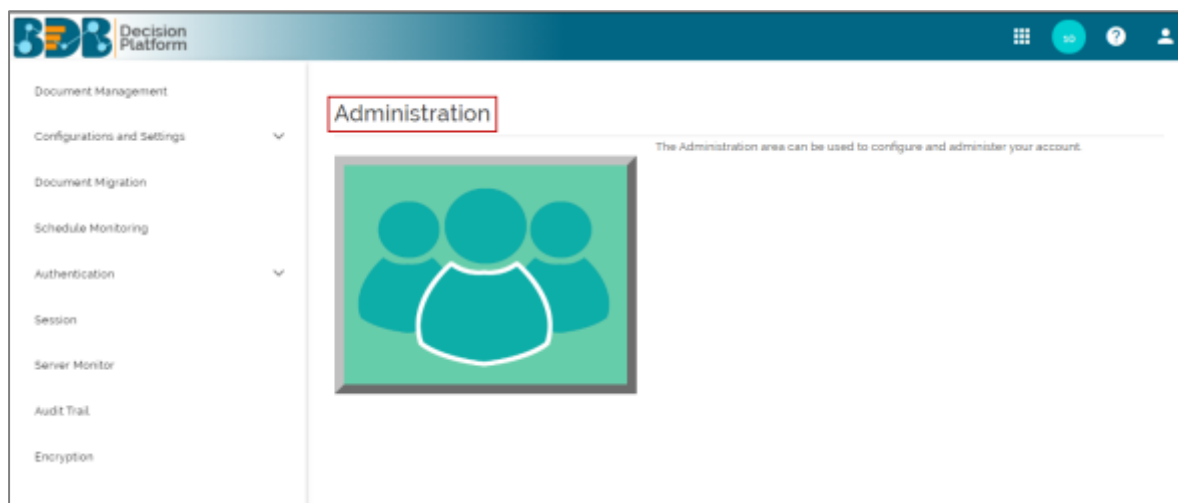 BDB Decision
Platform
Document Management
Configurations and Settings
Document Migration
Schedule Monitoring
Authentication
Session
Server Monitor
Audit Trail
Encryption
Administration
The Administration area can be used to configure and administer your account.